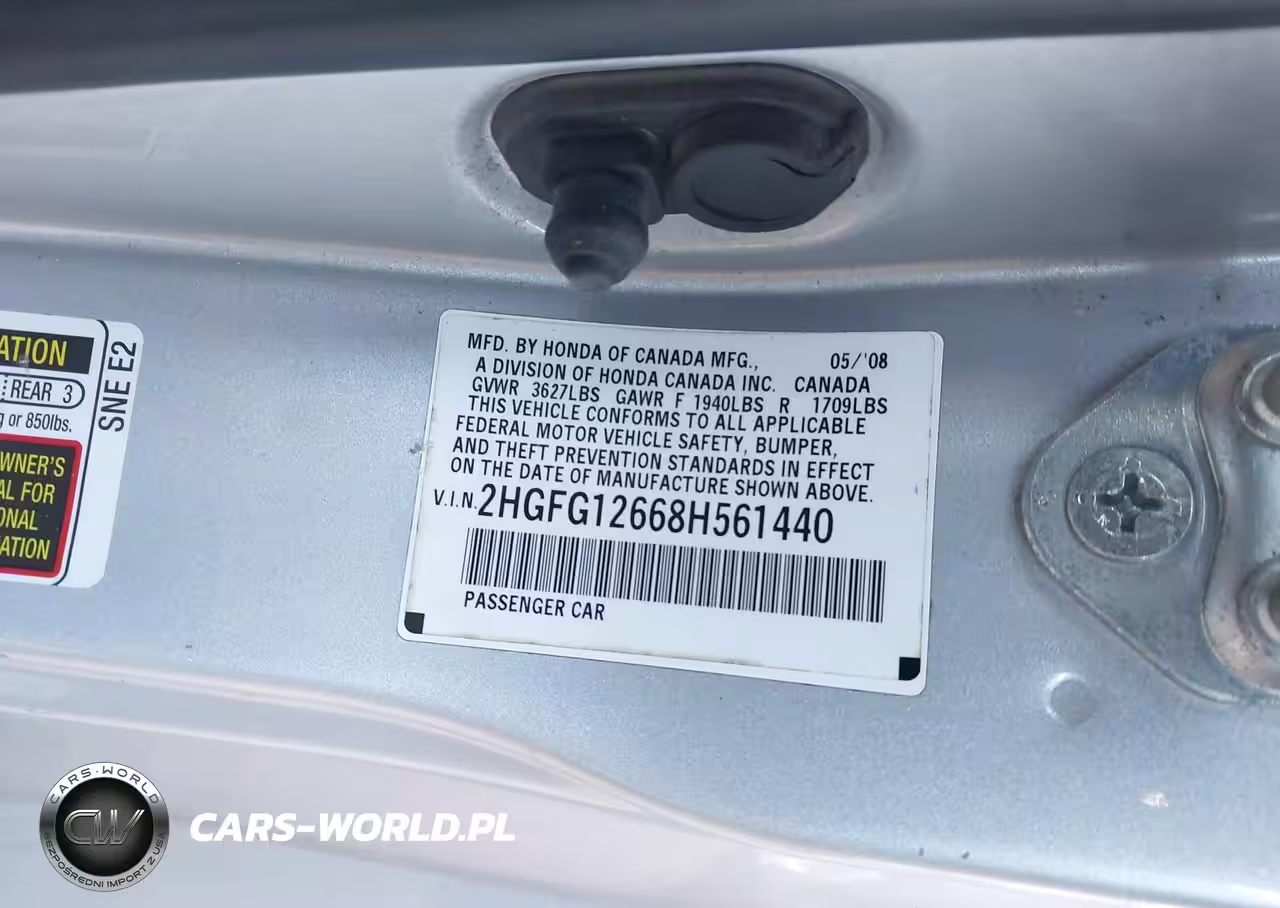 ATION
REAR 3
g or 850lbs.
WNER'S
AL FOR
ONAL
ATION
SNE E2
MFD. BY HONDA OF CANADA MFG., 05/'08
A DIVISION OF HONDA CANADA INC. CANADA
GVWR 3627LBS GAWR F 1940LBS R 1709LBS
THIS VEHICLE CONFORMS TO ALL APPLICABLE
FEDERAL MOTOR VEHICLE SAFETY, BUMPER,
AND THEFT PREVENTION STANDARDS IN EFFECT
ON THE DATE OF MANUFACTURE SHOWN ABOVE.
V.I.N. 2HGFG12668H561440
PASSENGER CAR
CARS-WORLD
CW
BEZPOŚREDNI IMPORT Z USA
CARS-WORLD.PL